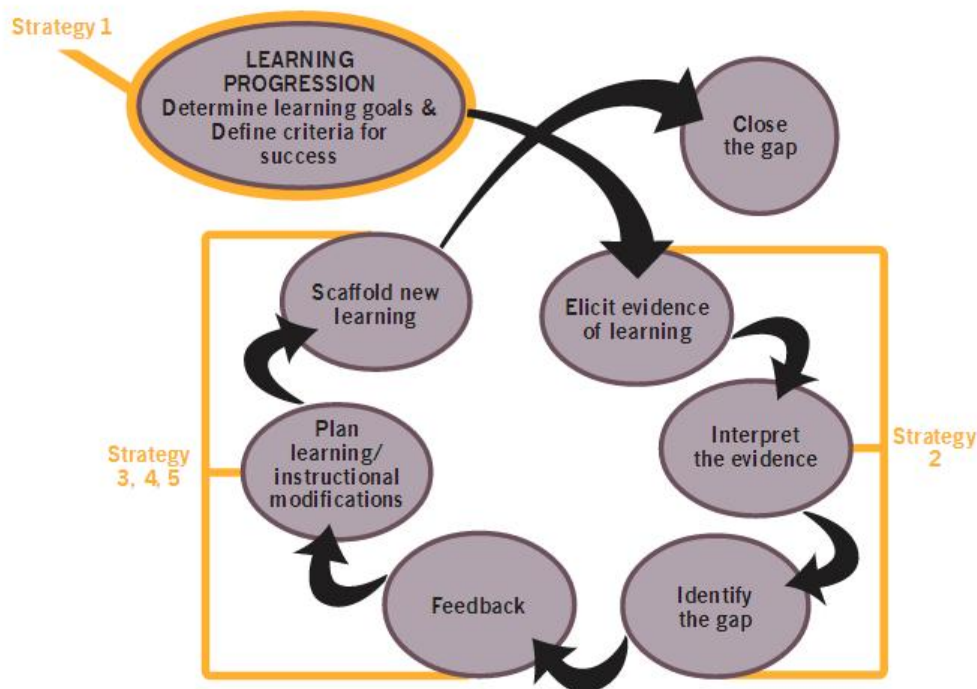 Strategy 1
LEARNING
PROGRESSION
Determine learning goals &
Define criteria for
success
Close
the gap
Scaffold new
learning
Elicit evidence
of learning
Plan
learning/
instructional
modifications
Interpret
the evidence
Strategy
3, 4, 5
Strategy
2
Feedback
Identify
the gap